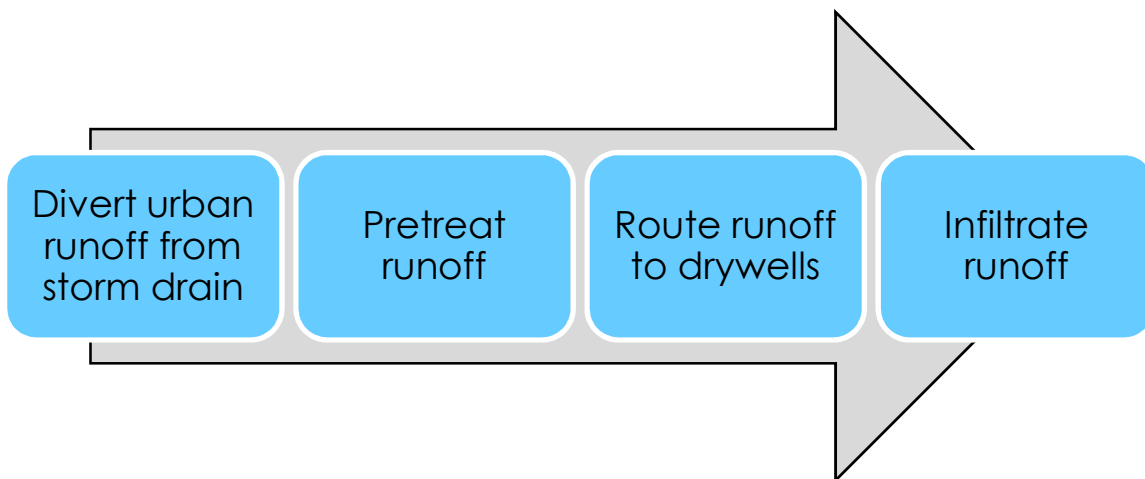 Divert urban
runoff from
storm drain
Pretreat
runoff
Route runoff
to drywells
Infiltrate
runoff